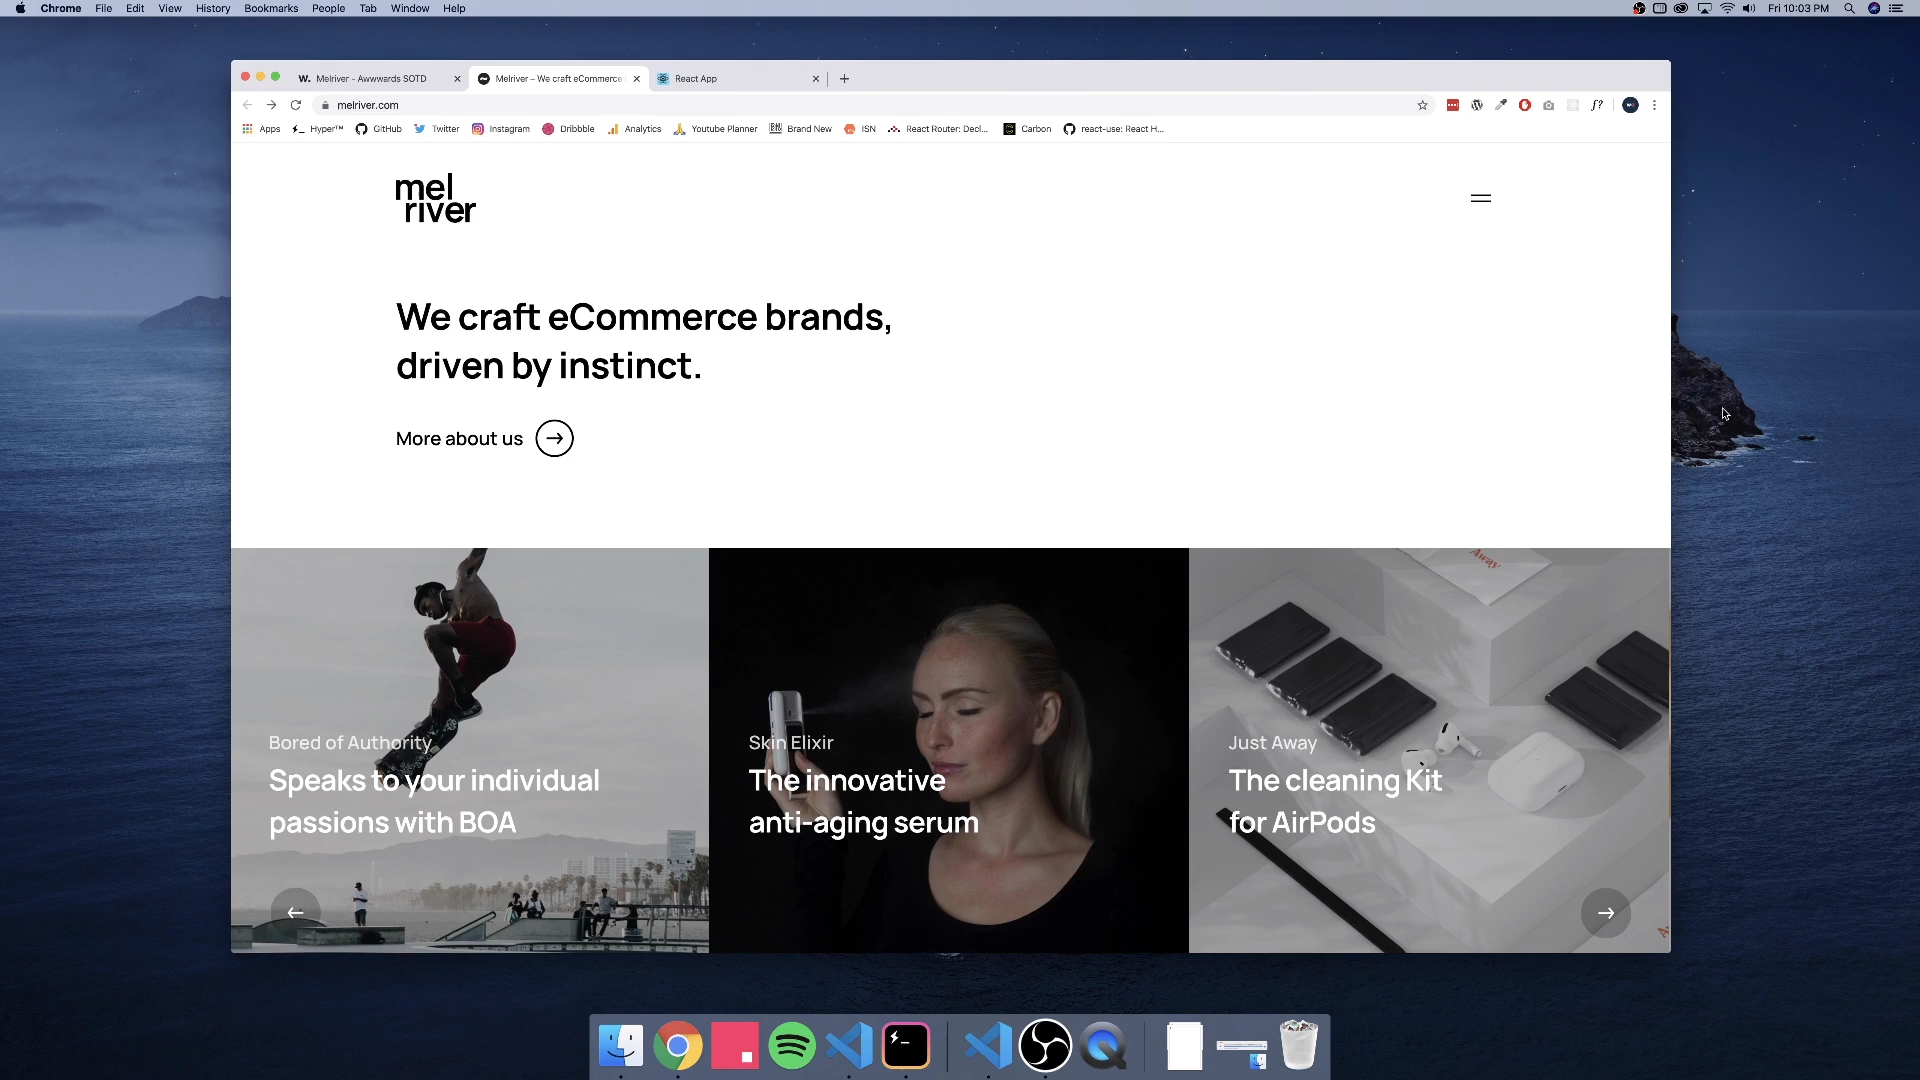 Chrome File Edit View History Bookmarks People Tab Window Help
Fri 10:03 PM
W. Melriver - Awwwards SOTD
Melriver – We craft eCommerce
React App
melriver.com
f?
Apps Hyper™ GitHub Twitter Instagram Dribbble Analytics Youtube Planner Brand New ISN React Router: Decl... Carbon react-use: React H...
mel
river
We craft eCommerce brands,
driven by instinct.
More about us
Away
Bored of Authority
Speaks to your individual
passions with BOA
Skin Elixir
The innovative
anti-aging serum
Just Away
The cleaning Kit
for AirPods